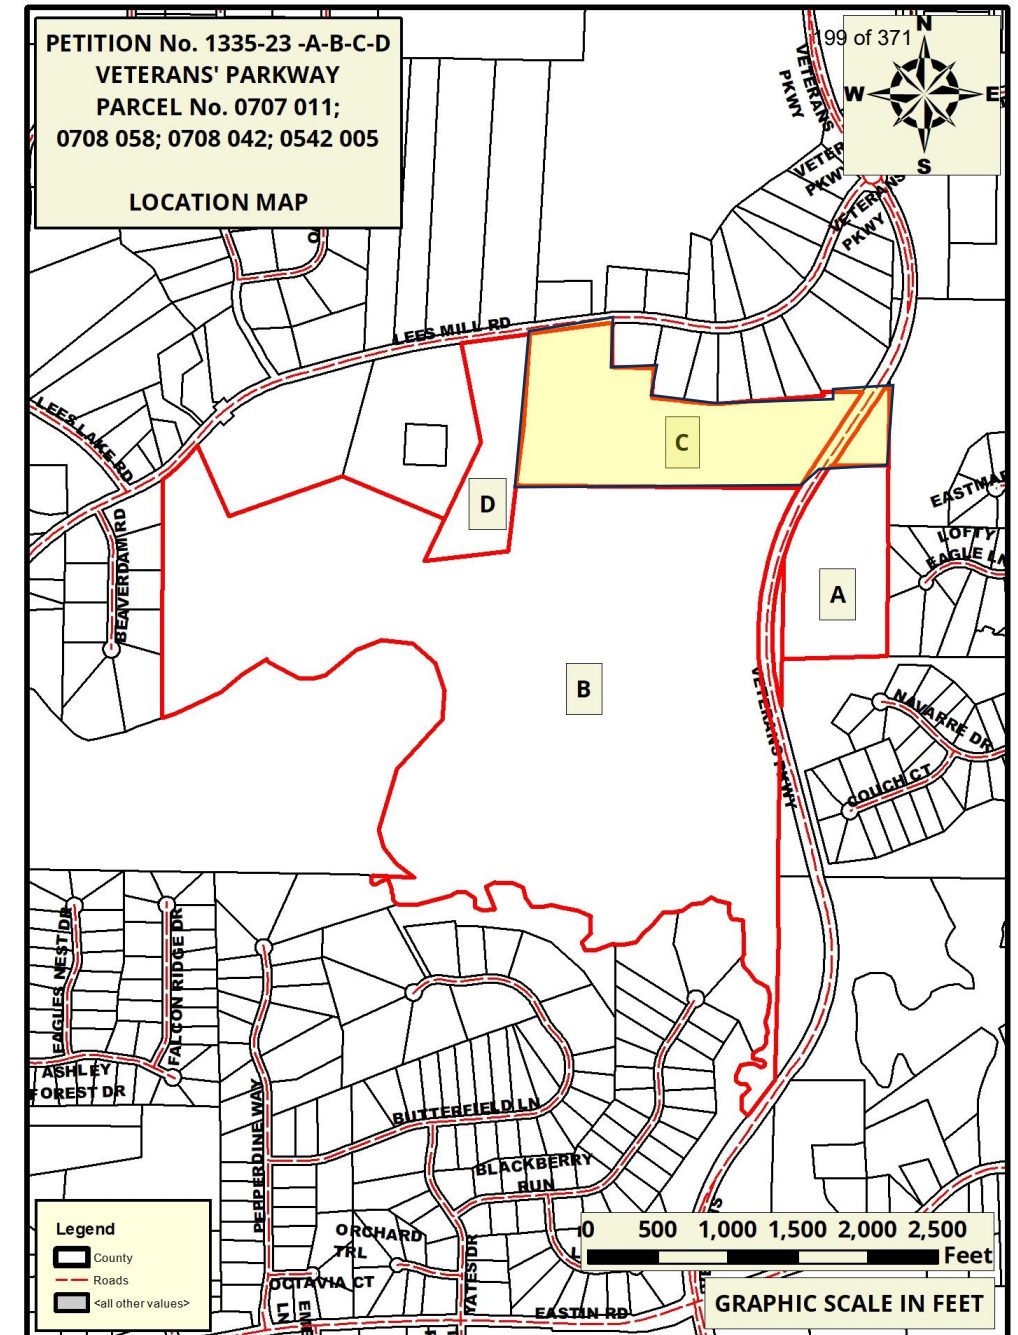 PETITION No. 1335-23 -A-B-C-D
VETERANS' PARKWAY
PARCEL No. 0707 011;
0708 058; 0708 042; 0542 005
LOCATION MAP
199 of 371
N
W
E
S
VETERANS
PKWY
VETER
PKWY
VETERANS
PKWY
O
LEES MILL RD
LEES LAKE RD
BEAVERDAM RD
C
D
A
B
EASTMAR
LOFTY
EAGLE LN
VETERANS PKWY
NAVARRE DR
COUCH CT
EAGLES NEST DR
FALCON RIDGE DR
ASHLEY
FOREST DR
PEPPERDINE WAY
BUTTERFIELD LN
BLACKBERRY
RUN
ORCHARD
TRL
OCTAVIA CT
LN
YATES DR
EASTIN RD
Legend
County
Roads
<all other values>
0 500 1,000 1,500 2,000 2,500
Feet
GRAPHIC SCALE IN FEET